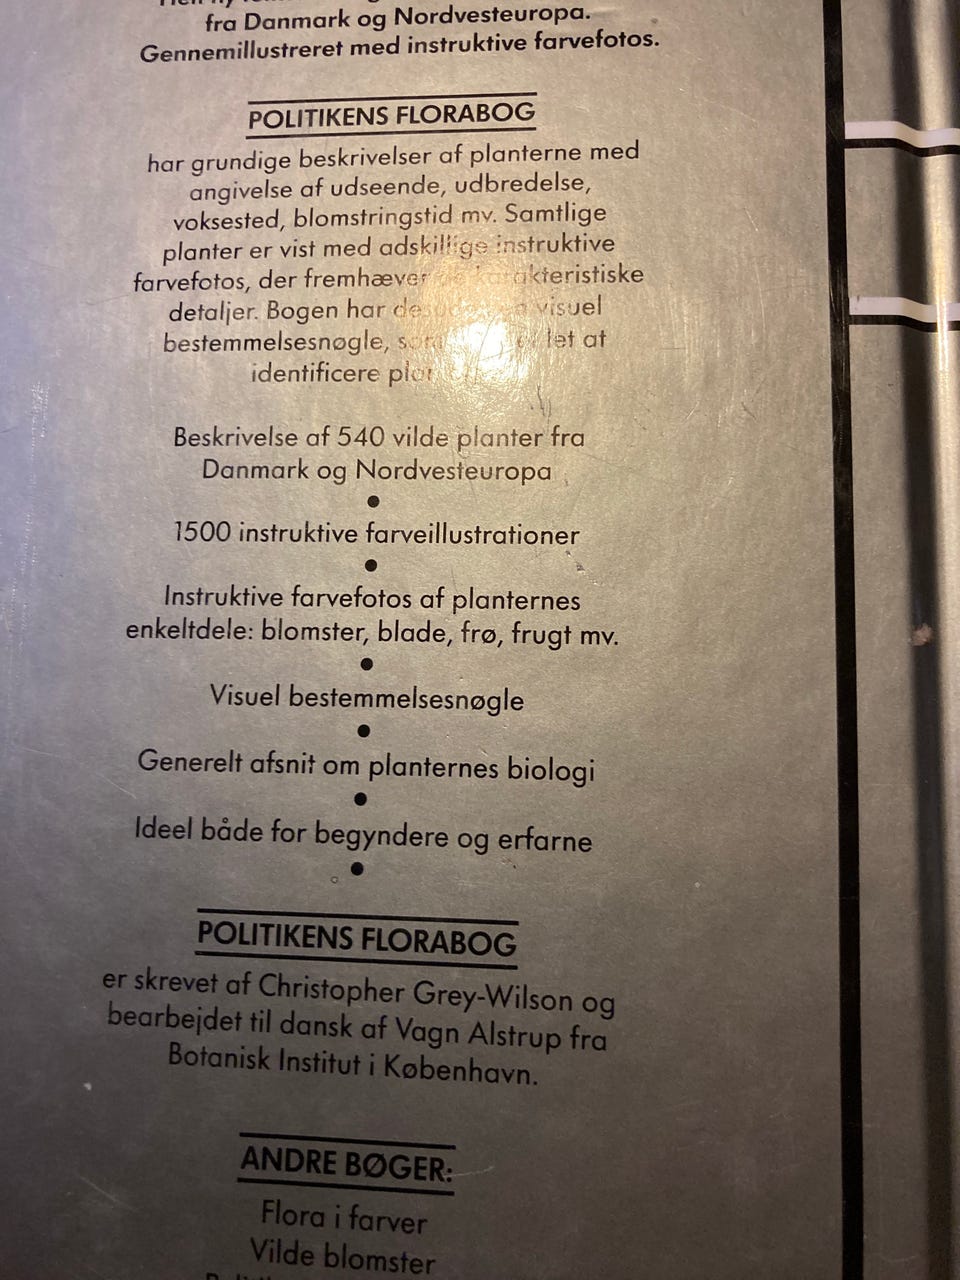 fra Danmark og Nordvesteuropa.
Gennemillustreret med instruktive farvefotos.
POLITIKENS FLORABOG
har grundige beskrivelser af planterne med
angivelse af udseende, udbredelse,
voksested, blomstringstid mv. Samtlige
planter er vist med adskillige instruktive
farvefotos, der fremhæver karakteristiske
detaljer. Bogen har visuel
bestemmelsesnøgle, let at
identificere
Beskrivelse af 540 vilde planter fra
Danmark og Nordvesteuropa
•
1500 instruktive farveillustrationer
•
Instruktive farvefotos af planternes
enkeltdele: blomster, blade, frø, frugt mv.
•
Visuel bestemmelsesnøgle
•
Generelt afsnit om planternes biologi
•
Ideel både for begyndere og erfarne
•
POLITIKENS FLORABOG
er skrevet af Christopher Grey-Wilson og
bearbejdet til dansk af Vagn Alstrup fra
Botanisk Institut i København.
ANDRE BØGER:
Flora i farver
Vilde blomster